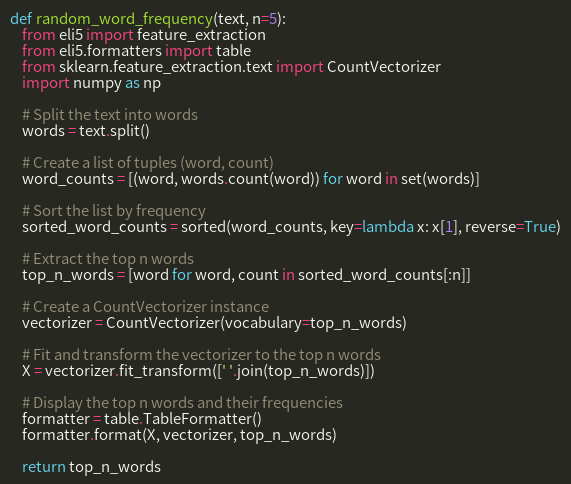 def random_word_frequency(text, n=5):
    from eli5 import feature_extraction
    from eli5.formatters import table
    from sklearn.feature_extraction.text import CountVectorizer
    import numpy as np

    # Split the text into words
    words = text.split()

    # Create a list of tuples (word, count)
    word_counts = [(word, words.count(word)) for word in set(words)]

    # Sort the list by frequency
    sorted_word_counts = sorted(word_counts, key=lambda x: x[1], reverse=True)

    # Extract the top n words
    top_n_words = [word for word, count in sorted_word_counts[:n]]

    # Create a CountVectorizer instance
    vectorizer = CountVectorizer(vocabulary=top_n_words)

    # Fit and transform the vectorizer to the top n words
    X = vectorizer.fit_transform([' '.join(top_n_words)])

    # Display the top n words and their frequencies
    formatter = table.TableFormatter()
    formatter.format(X, vectorizer, top_n_words)

    return top_n_words